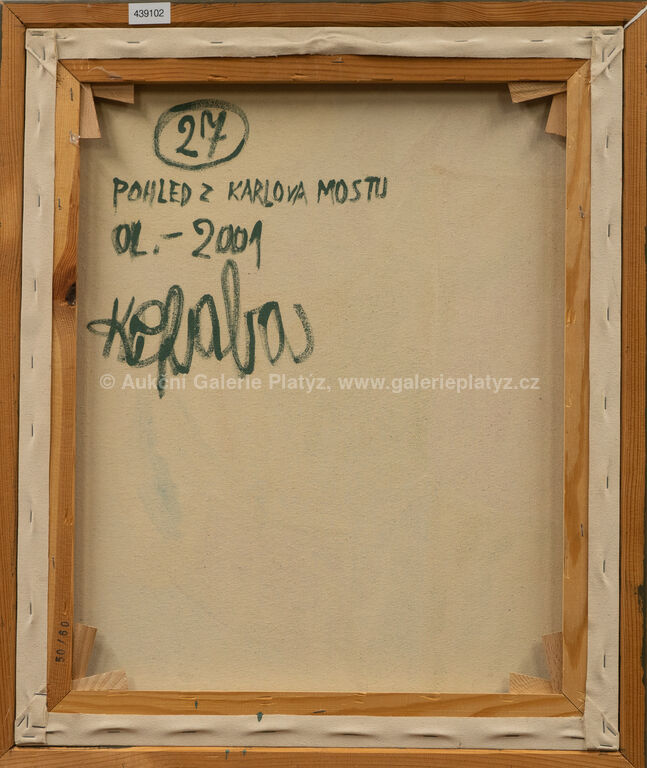 439102
27
POHLED Z KARLOVA MOSTU
OL.-2001
© Aukční Galerie Platýz, www.galerieplatyz.cz
50/60